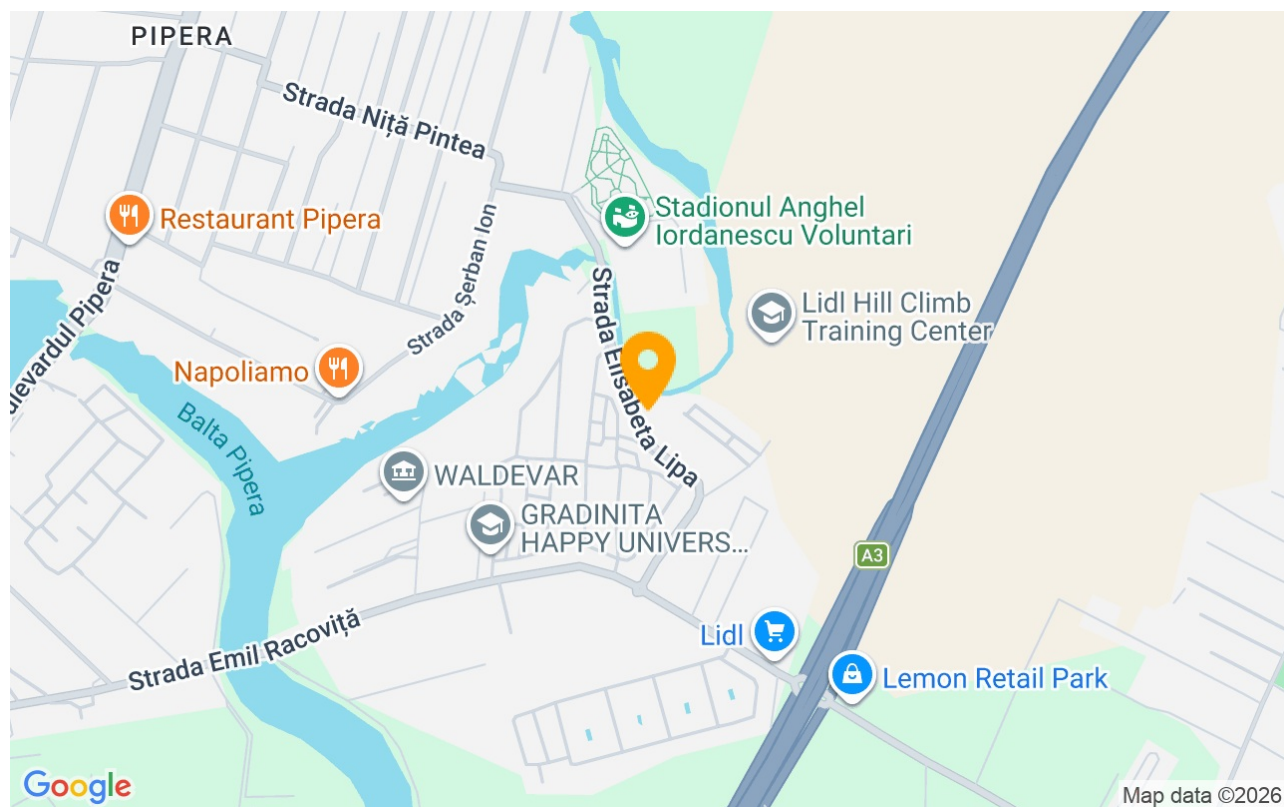 PIPERA
Strada Niță Pintea
Restaurant Pipera
Stadionul Anghel
Iordanescu Voluntari
Strada Șerban Ion
Strada Elisabeta Lipa
Lidl Hill Climb
Training Center
ulevardul Pipera
Napoliamo
Balta Pipera
WALDEVAR
GRADINITA
HAPPY UNIVERS...
A3
Strada Emil Racoviță
Lidl
Lemon Retail Park
Google
Map data ©2026